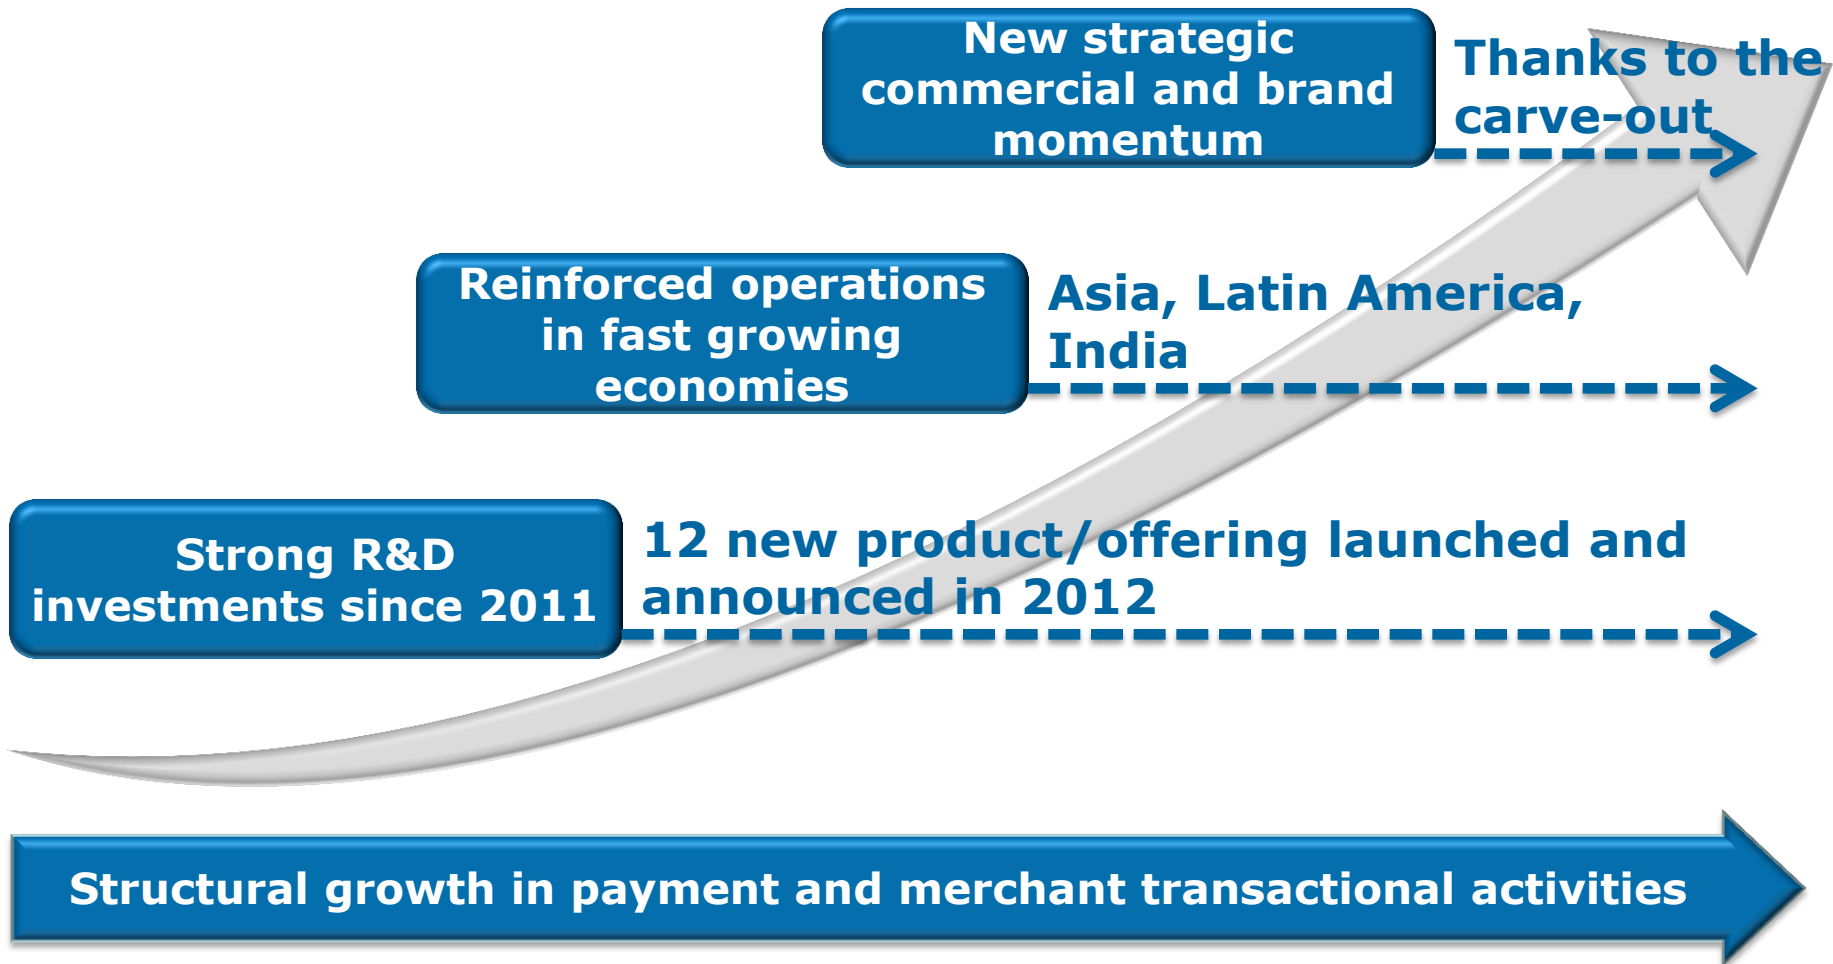 New strategic
commercial and brand
momentum
Thanks to the
carve-out
Reinforced operations
in fast growing
economies
Asia, Latin America,
India
Strong R&D
investments since 2011
12 new product/offering launched and
announced in 2012
Structural growth in payment and merchant transactional activities